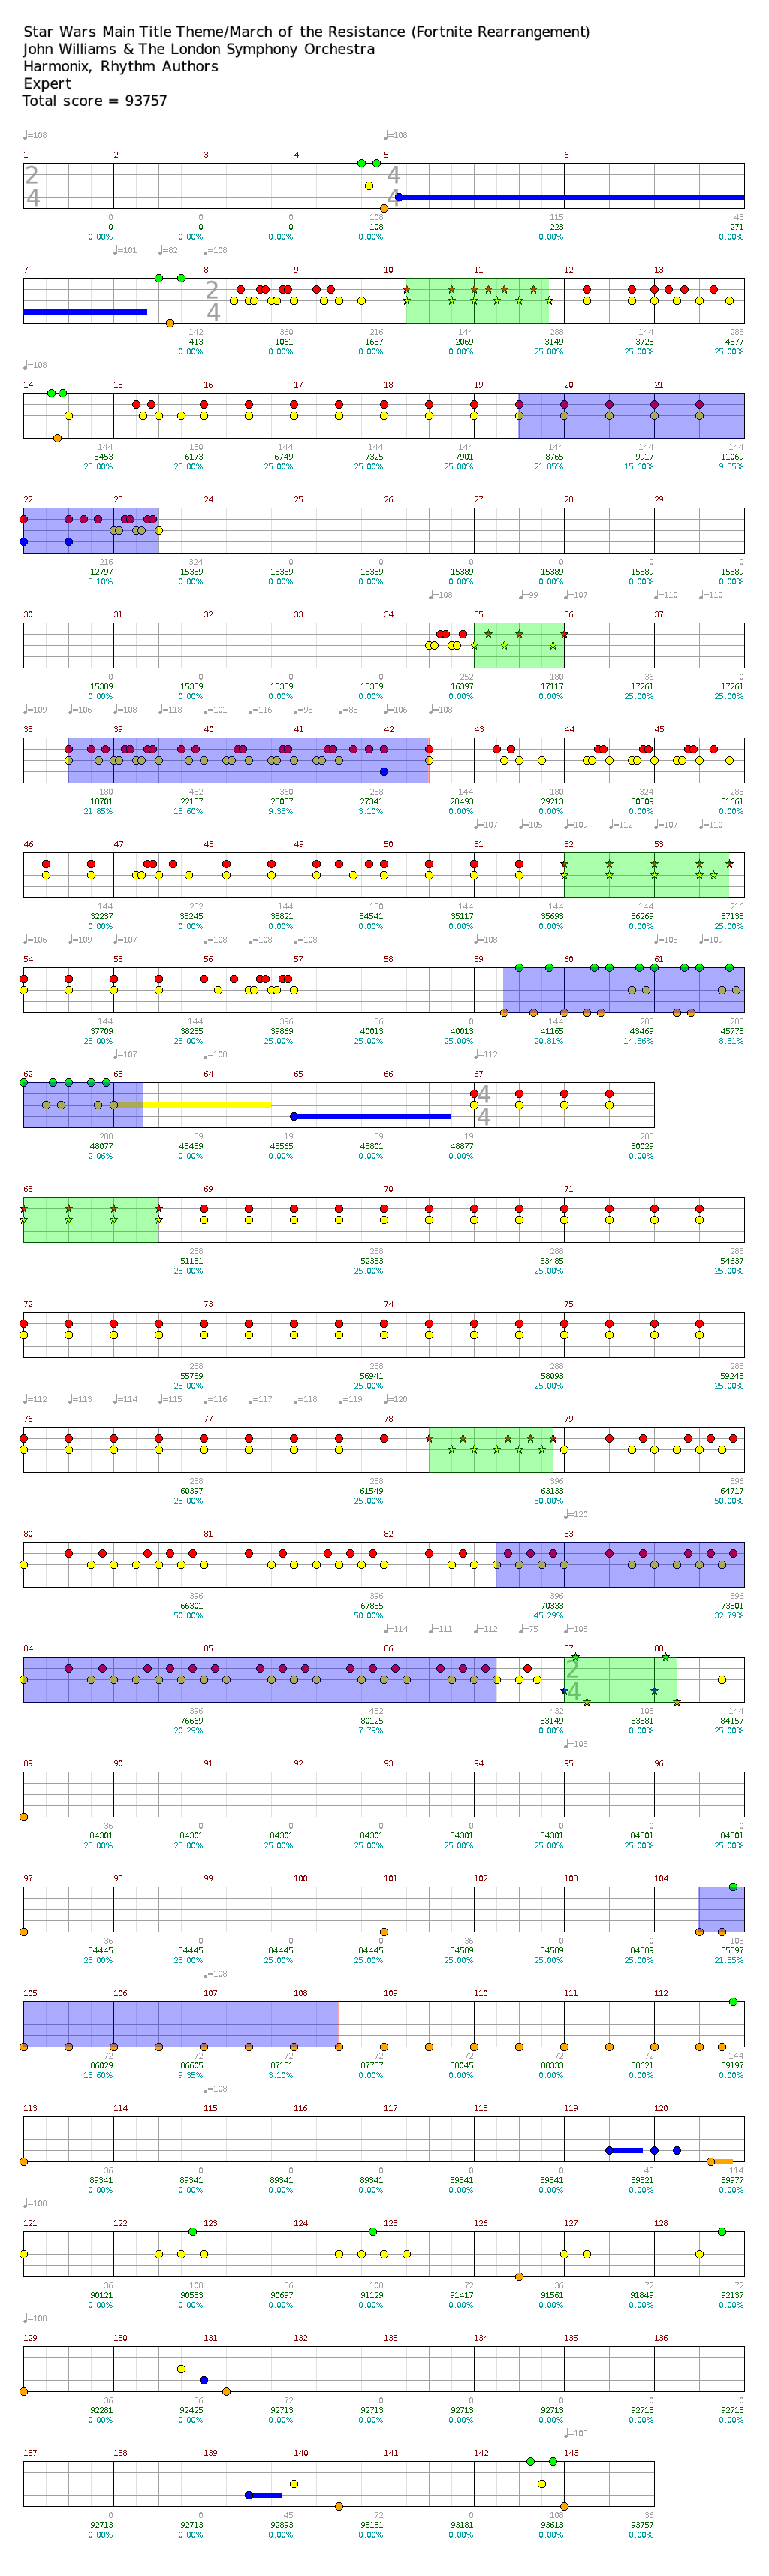 Star Wars Main Title Theme/March of the Resistance (Fortnite Rearrangement)
John Williams & The London Symphony Orchestra
Harmonix, Rhythm Authors
Expert
Total score = 93757
♩=108 ♩=108
1 2 3 4 5 6
2 4
4 4
0 0 0 108 115 48
0 0 0 108 223 271
0.00% 0.00% 0.00% 0.00% 0.00% 0.00%
♩=101 ♩=82 ♩=108
7 8 9 10 11 12 13
2
4
142 360 216 144 288 144 288
413 1061 1637 2069 3149 3725 4877
0.00% 0.00% 0.00% 0.00% 25.00% 25.00% 25.00%
♩=108
14 15 16 17 18 19 20 21
144 180 144 144 144 144 144 144
5453 6173 6749 7325 7901 8765 9917 11069
25.00% 25.00% 25.00% 25.00% 25.00% 21.85% 15.60% 9.35%
22 23 24 25 26 27 28 29
216 324 0 0 0 0 0 0
12797 15389 15389 15389 15389 15389 15389 15389
3.10% 0.00% 0.00% 0.00% 0.00% 0.00% 0.00% 0.00%
♩=108 ♩=99 ♩=107 ♩=110 ♩=110
30 31 32 33 34 35 36 37
0 0 0 0 252 180 36 0
15389 15389 15389 15389 16397 17117 17261 17261
0.00% 0.00% 0.00% 0.00% 0.00% 0.00% 25.00% 25.00%
♩=109 ♩=106 ♩=108 ♩=118 ♩=101 ♩=116 ♩=98 ♩=85 ♩=106 ♩=108
38 39 40 41 42 43 44 45
180 432 360 288 144 180 324 288
18701 22157 25037 27341 28493 29213 30509 31661
21.85% 15.60% 9.35% 3.10% 0.00% 0.00% 0.00% 0.00%
♩=107 ♩=105 ♩=109 ♩=112 ♩=107 ♩=110
46 47 48 49 50 51 52 53
144 252 144 180 144 144 144 216
32237 33245 33821 34541 35117 35693 36269 37133
0.00% 0.00% 0.00% 0.00% 0.00% 0.00% 0.00% 25.00%
♩=106 ♩=109 ♩=107 ♩=108 ♩=108 ♩=108 ♩=108 ♩=108 ♩=109
54 55 56 57 58 59 60 61
144 144 396 36 0 144 288 288
37709 38285 39869 40013 40013 41165 43469 45773
25.00% 25.00% 25.00% 25.00% 25.00% 20.81% 14.56% 8.31%
♩=107 ♩=108 ♩=112
62 63 64 65 66 67
4
4
288 59 19 59 19 288
48077 48489 48565 48801 48877 50029
2.06% 0.00% 0.00% 0.00% 0.00% 0.00%
68 69 70 71
288 288 288 288
51181 52333 53485 54637
25.00% 25.00% 25.00% 25.00%
72 73 74 75
288 288 288 288
55789 56941 58093 59245
25.00% 25.00% 25.00% 25.00%
♩=112 ♩=113 ♩=114 ♩=115 ♩=116 ♩=117 ♩=118 ♩=119 ♩=120
76 77 78 79
288 288 396 396
60397 61549 63133 64717
25.00% 25.00% 50.00% 50.00%
♩=120
80 81 82 83
396 396 396 396
66301 67885 70333 73501
50.00% 50.00% 45.29% 32.79%
♩=114 ♩=111 ♩=112 ♩=75 ♩=108
84 85 86 87 88
2
4
396 432 432 108 144
76669 80125 83149 83581 84157
20.29% 7.79% 0.00% 0.00% 25.00%
♩=108
89 90 91 92 93 94 95 96
36 0 0 0 0 0 0 0
84301 84301 84301 84301 84301 84301 84301 84301
25.00% 25.00% 25.00% 25.00% 25.00% 25.00% 25.00% 25.00%
97 98 99 100 101 102 103 104
36 0 0 0 36 0 0 108
84445 84445 84445 84445 84589 84589 84589 85597
25.00% 25.00% 25.00% 25.00% 25.00% 25.00% 25.00% 21.85%
♩=108
105 106 107 108 109 110 111 112
72 72 72 72 72 72 72 144
86029 86605 87181 87757 88045 88333 88621 89197
15.60% 9.35% 3.10% 0.00% 0.00% 0.00% 0.00% 0.00%
♩=108
113 114 115 116 117 118 119 120
36 0 0 0 0 0 45 114
89341 89341 89341 89341 89341 89341 89521 89977
0.00% 0.00% 0.00% 0.00% 0.00% 0.00% 0.00% 0.00%
♩=108
121 122 123 124 125 126 127 128
36 108 36 108 72 36 72 72
90121 90553 90697 91129 91417 91561 91849 92137
0.00% 0.00% 0.00% 0.00% 0.00% 0.00% 0.00% 0.00%
♩=108
129 130 131 132 133 134 135 136
36 36 72 0 0 0 0 0
92281 92425 92713 92713 92713 92713 92713 92713
0.00% 0.00% 0.00% 0.00% 0.00% 0.00% 0.00% 0.00%
♩=108
137 138 139 140 141 142 143
0 0 45 72 0 108 36
92713 92713 92893 93181 93181 93613 93757
0.00% 0.00% 0.00% 0.00% 0.00% 0.00% 0.00%